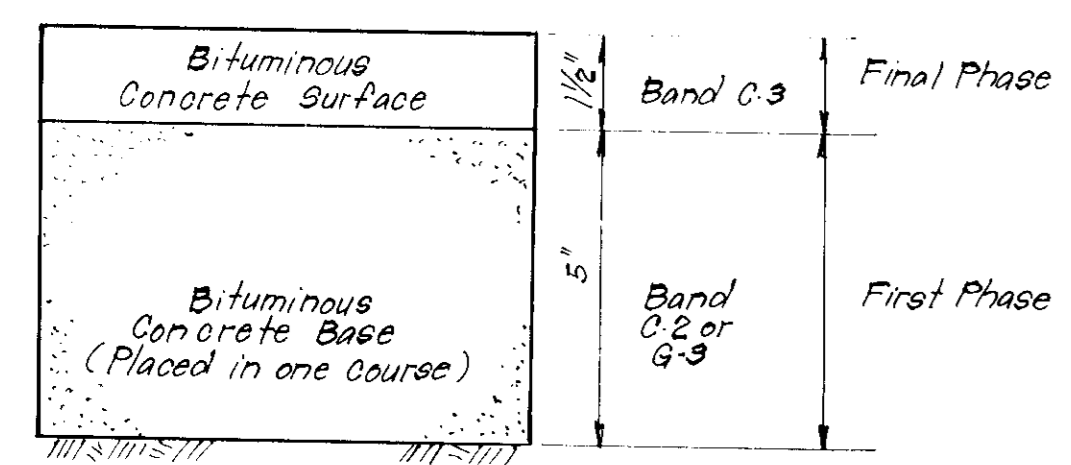 Bituminous
Concrete Surface
1½"
Band C-3
Final Phase
Bituminous
Concrete Base
(Placed in one course)
5"
Band
C-2 or
G-3
First Phase